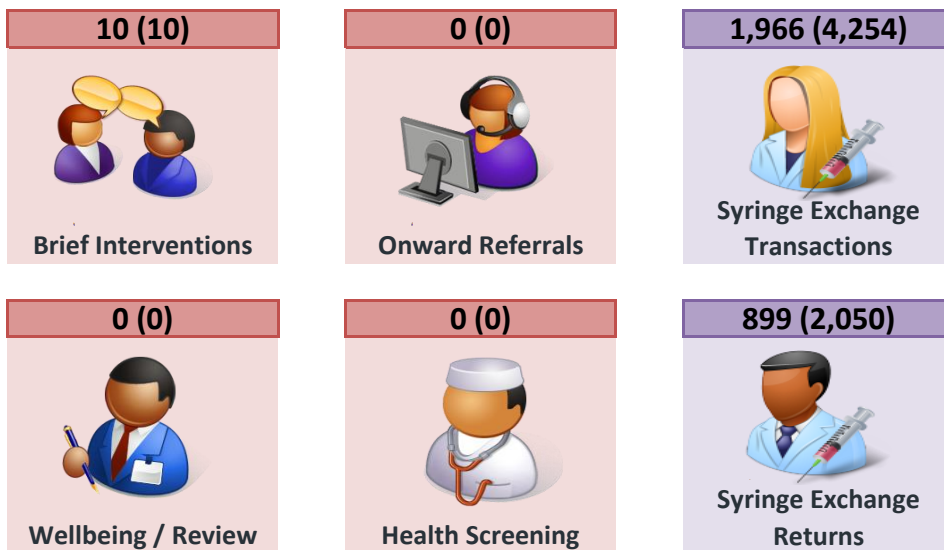 10 (10)
0 (0)
1,966 (4,254)
Brief Interventions
Onward Referrals
Syringe Exchange
Transactions
0 (0)
0 (0)
899 (2,050)
Wellbeing / Review
Health Screening
Syringe Exchange
Returns